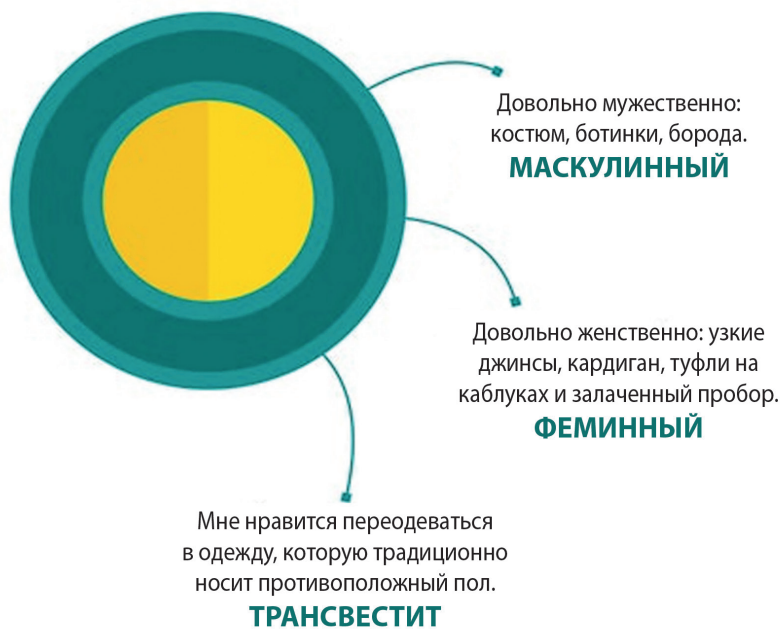 Довольно мужественно:
костюм, ботинки, борода.
МАСКУЛИННЫЙ
Довольно женственно: узкие
джинсы, кардиган, туфли на
каблуках и залаченный пробор.
ФЕМИННЫЙ
Мне нравится переодеваться
в одежду, которую традиционно
носит противоположный пол.
ТРАНСВЕСТИТ